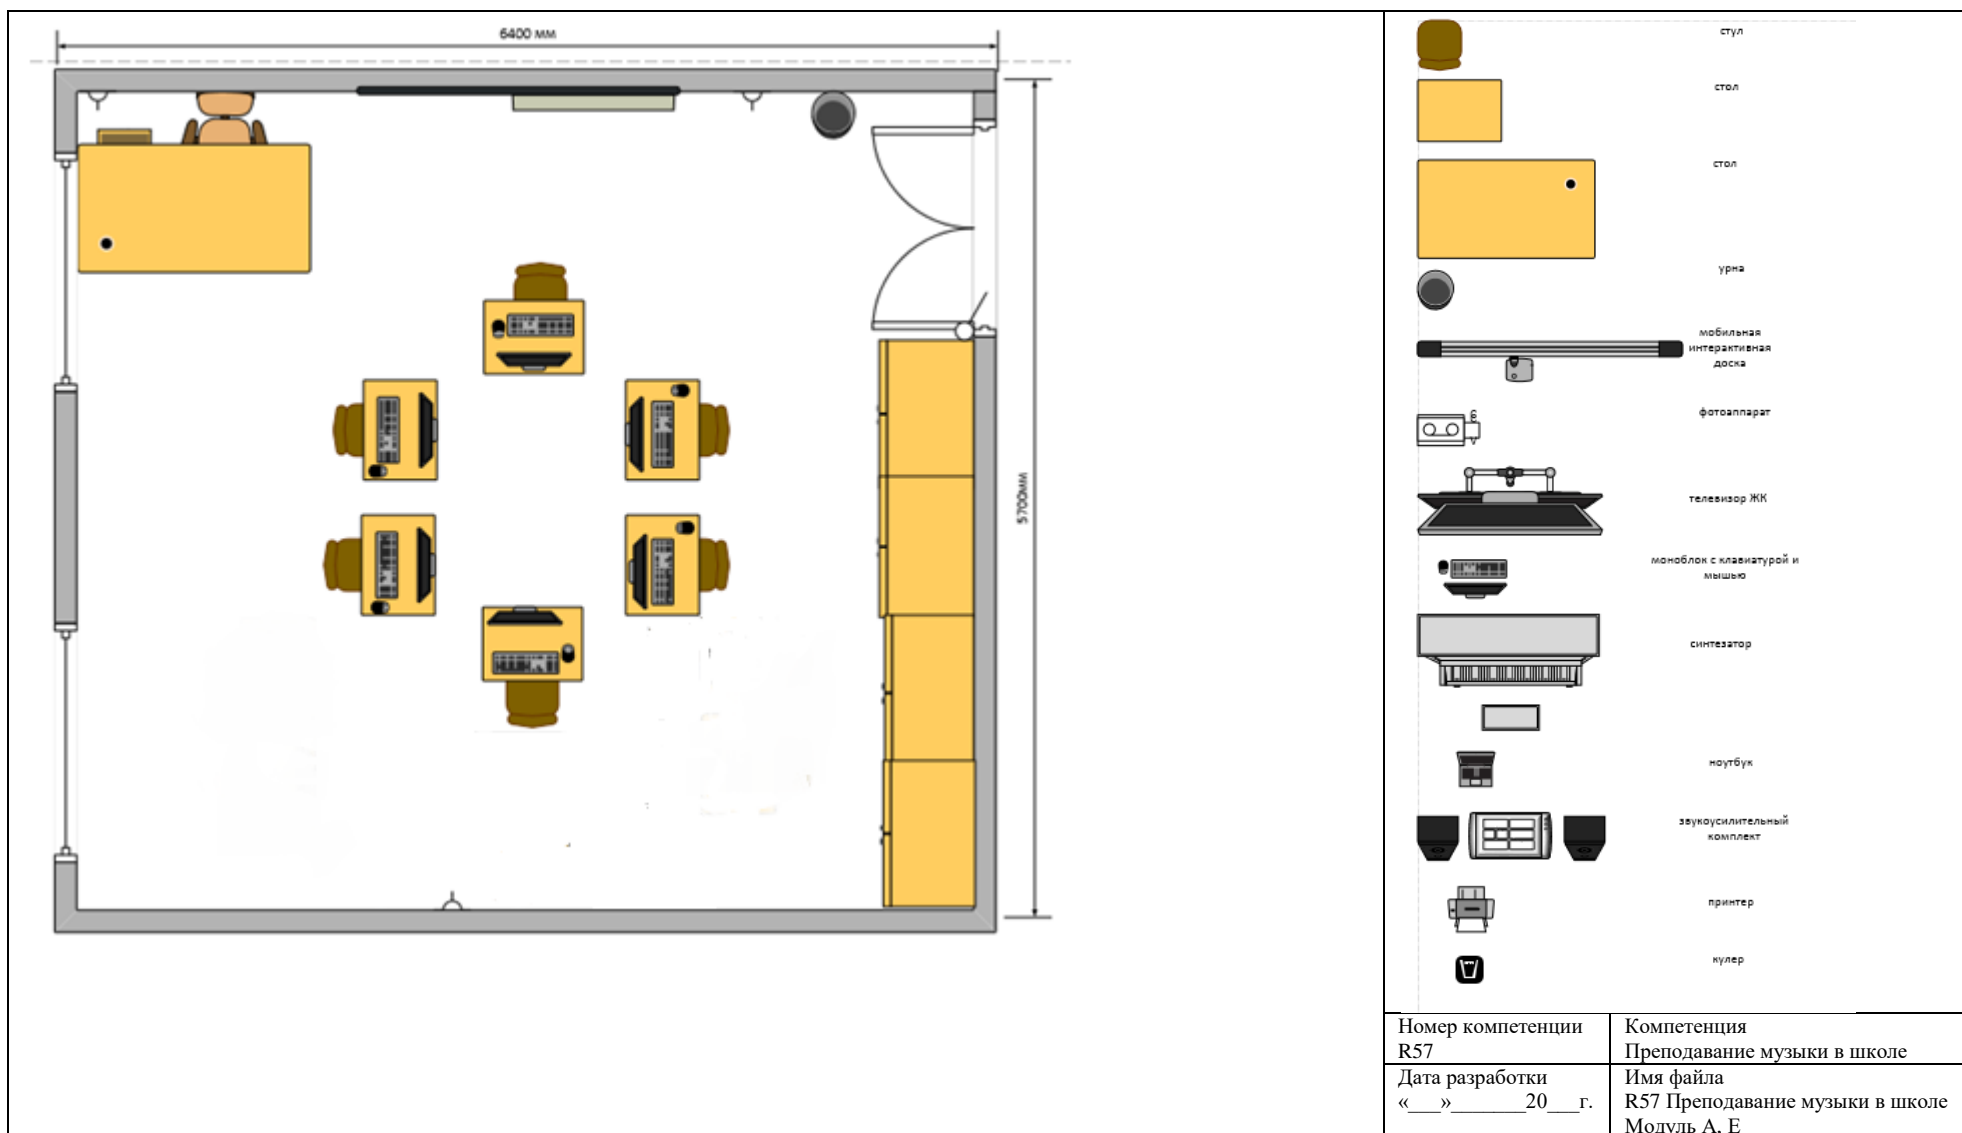 6400 мм
5700мм
стул
стол
стол
урна
мобильная
интерактивная
доска
фотоаппарат
телевизор ЖК
моноблок с клавиатурой и
мышью
синтезатор
ноутбук
звукоусилительный
комплект
принтер
кулер
Номер компетенции
R57
Компетенция
Преподавание музыки в школе
Дата разработки
«___»_______20___г.
Имя файла
R57 Преподавание музыки в школе
Модуль А, Е